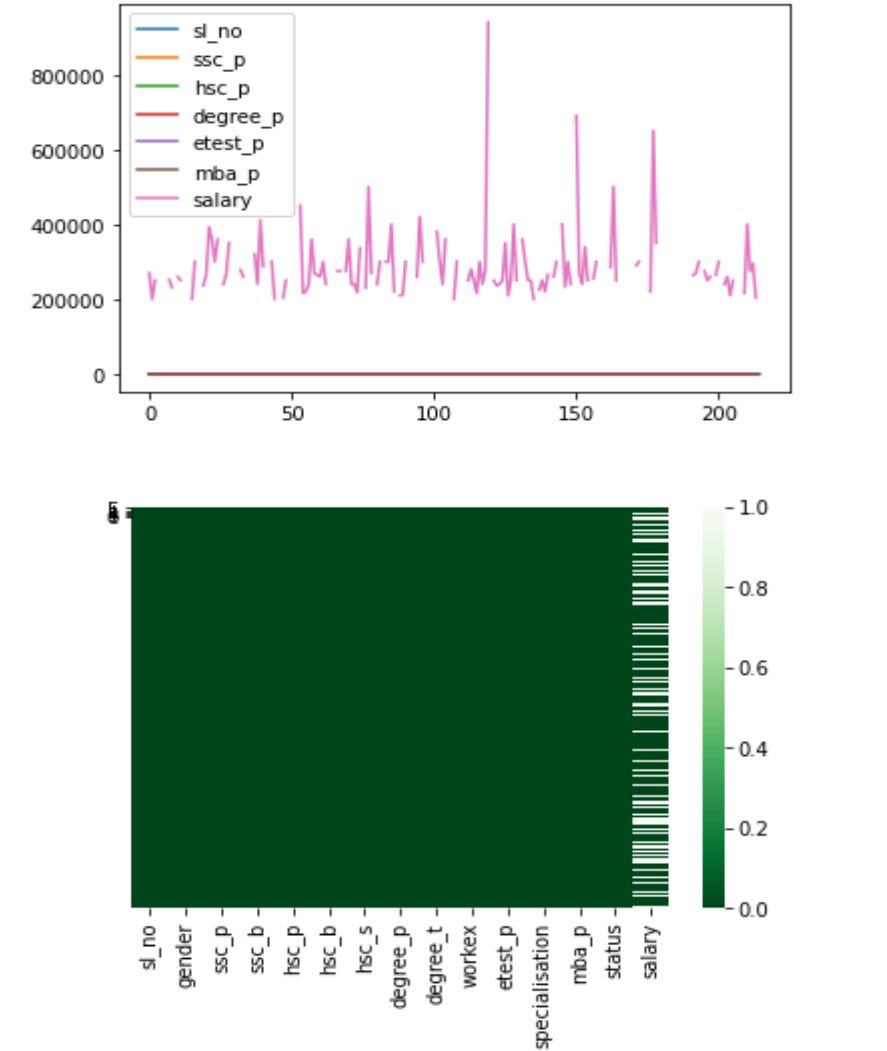 sl_no
ssc_p
hsc_p
degree_p
etest_p
mba_p
salary
800000
600000
400000
200000
0
0 50 100 150 200
1.0
0.8
0.6
0.4
0.2
0.0
sl_no gender ssc_p ssc_b hsc_p hsc_b hsc_s degree_p degree_t workex etest_p specialisation mba_p status salary